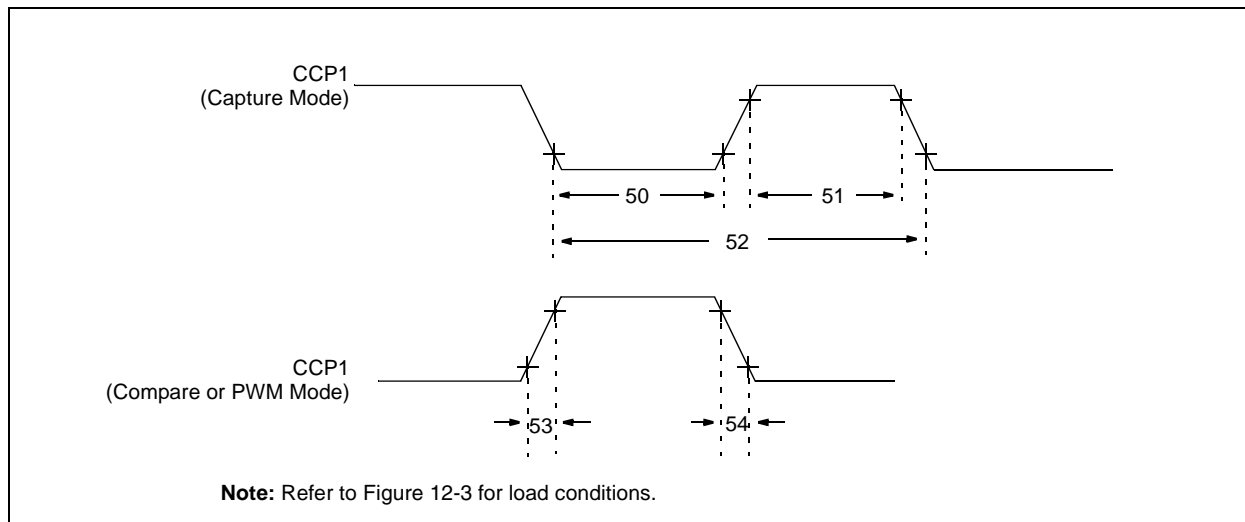 CCP1
(Capture Mode)
50
51
52
CCP1
(Compare or PWM Mode)
53
54
Note: Refer to Figure 12-3 for load conditions.